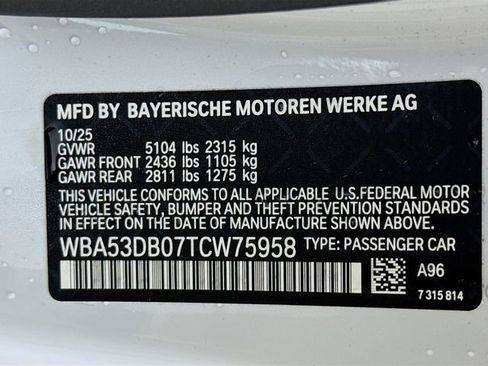 MFD BY BAYERISCHE MOTOREN WERKE AG
10/25
GVWR 5104 lbs 2315 kg
GAWR FRONT 2436 lbs 1105 kg
GAWR REAR 2811 lbs 1275 kg
THIS VEHICLE CONFORMS TO ALL APPLICABLE U.S.FEDERAL MOTOR
VEHICLE SAFETY, BUMPER AND THEFT PREVENTION STANDARDS IN
EFFECT ON THE DATE OF MANUFACTURE SHOWN ABOVE.
WBA53DB07TCW75958 TYPE: PASSENGER CAR
A96
7 315 814